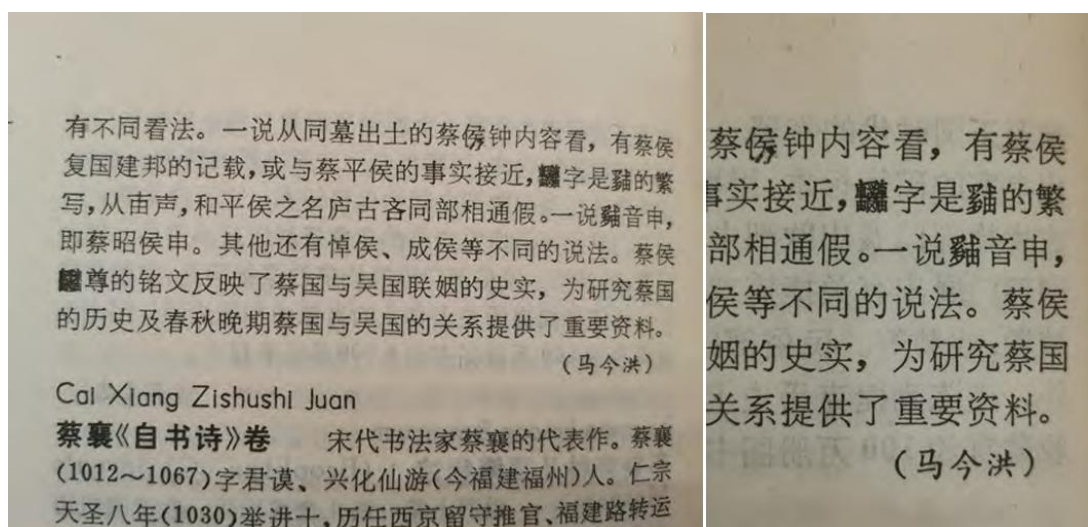 有不同看法。一说从同墓出土的蔡侯钟内容看，有蔡侯
复国建邦的记载，或与蔡平侯的事实接近，字是的繁
写，从㐭声，和平侯之名庐古音同部相通假。一说音申，
即蔡昭侯申。其他还有悼侯、成侯等不同的说法。蔡侯
尊的铭文反映了蔡国与吴国联姻的史实，为研究蔡国
的历史及春秋晚期蔡国与吴国的关系提供了重要资料。
(马今洪)
Cai Xiang Zishushi Juan
蔡襄《自书诗》卷 宋代书法家蔡襄的代表作。蔡襄
(1012～1067)字君谟、兴化仙游(今福建福州)人。仁宗
天圣八年(1030)举进士，历任西京留守推官、福建路转运
蔡侯钟内容看，有蔡侯
事实接近，字是的繁
部相通假。一说音申，
侯等不同的说法。蔡侯
姻的史实，为研究蔡国
关系提供了重要资料。
(马今洪)